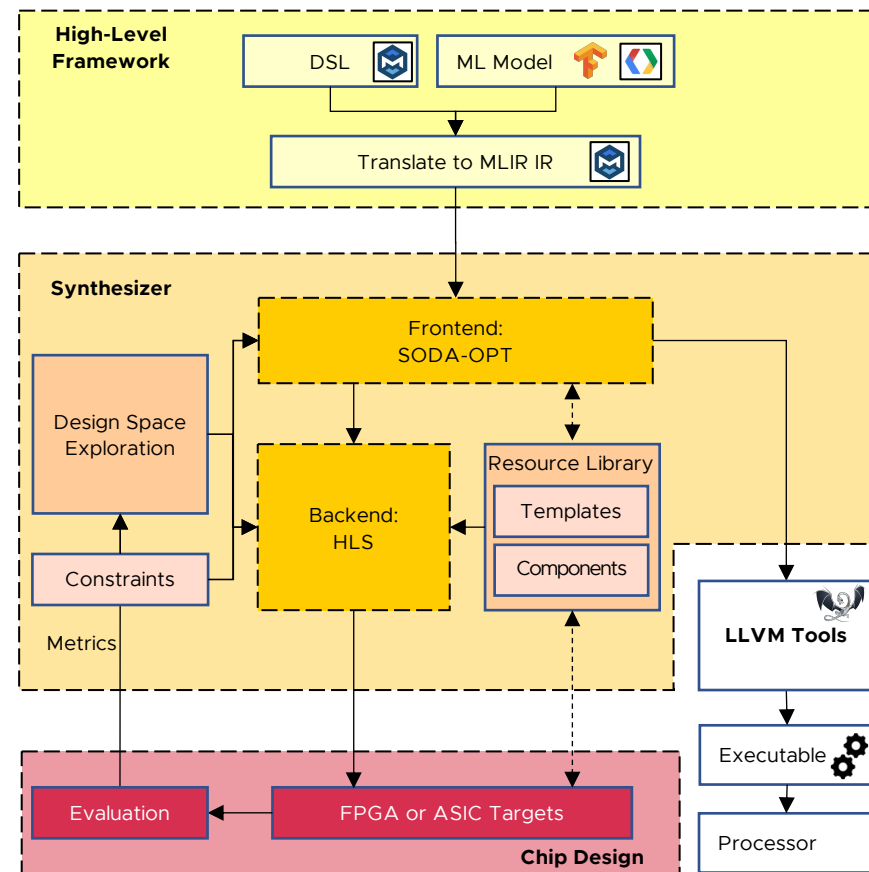 High-Level
Framework
DSL
ML Model
Translate to MLIR IR
Synthesizer
Frontend:
SODA-OPT
Design Space
Exploration
Resource Library
Templates
Backend:
HLS
Components
Constraints
Metrics
LLVM Tools
Executable
Evaluation
FPGA or ASIC Targets
Processor
Chip Design